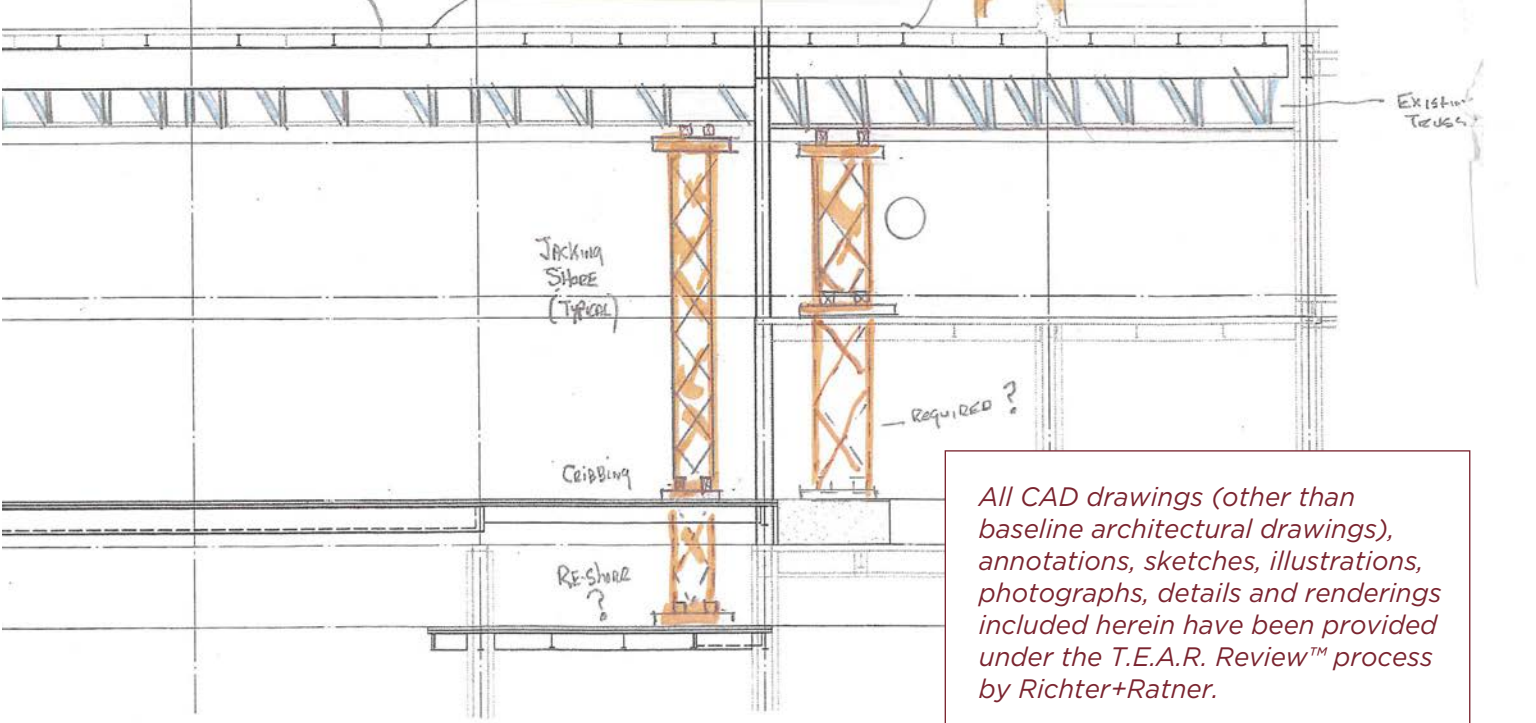 Existing
Truss
Jacking
Shore
(Typical)
Required ?
Cribbing
Re-Shore
?
All CAD drawings (other than
baseline architectural drawings),
annotations, sketches, illustrations,
photographs, details and renderings
included herein have been provided
under the T.E.A.R. Review™ process
by Richter+Ratner.